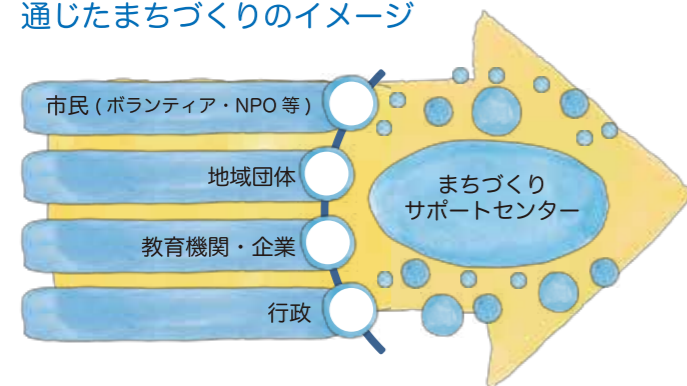 通じたまちづくりのイメージ
市民 ( ボランティア・NPO 等 )
地域団体
教育機関・企業
行政
まちづくり
サポートセンター